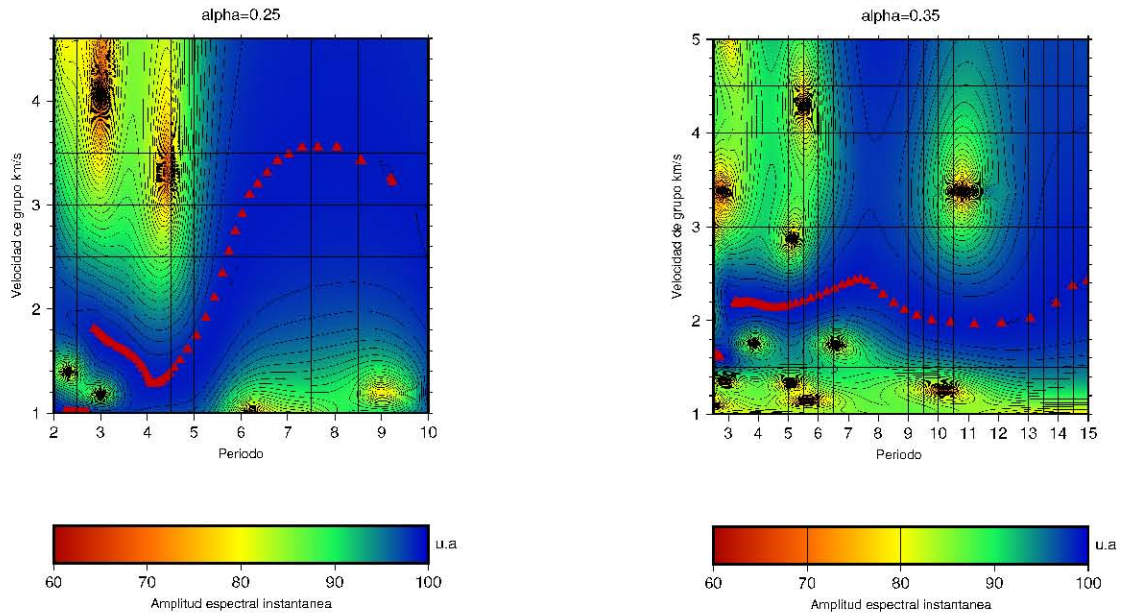 alpha=0.25
Velocidad ce grupo km/s
4
3
2
1
2 3 4 5 6 7 8 9 10
Periodo
u.a
60 70 80 90 100
Amplitud espectral instantanea
alpha=0.35
Velocidad de grupo km/s
5
4
3
2
1
3 4 5 6 7 8 9 10 11 12 13 14 15
Periodo
u.a
60 70 80 90 100
Amplitud espectral instantanea